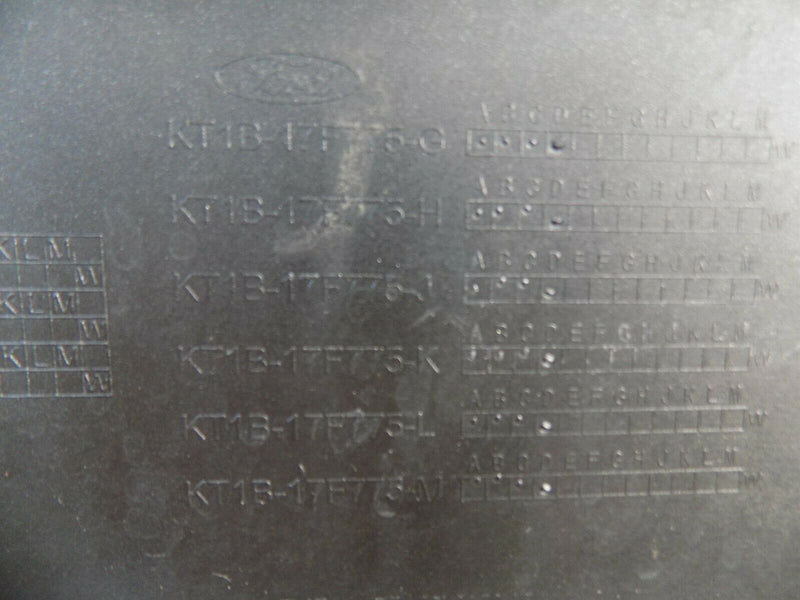 Ford
A B C D E F G H J K L M
KT1B-17F775-G W
A B C D E F G H J K L M
KT1B-17F775-H W
K L M
W
A B C D E F G H J K L M
KT1B-17F775-J W
K L M
W
A B C D E F G H J K L M
KT1B-17F775-K W
K L M
W
A B C D E F G H J K L M
KT1B-17F775-L W
A B C D E F G H J K L M
KT1B-17F775-M W